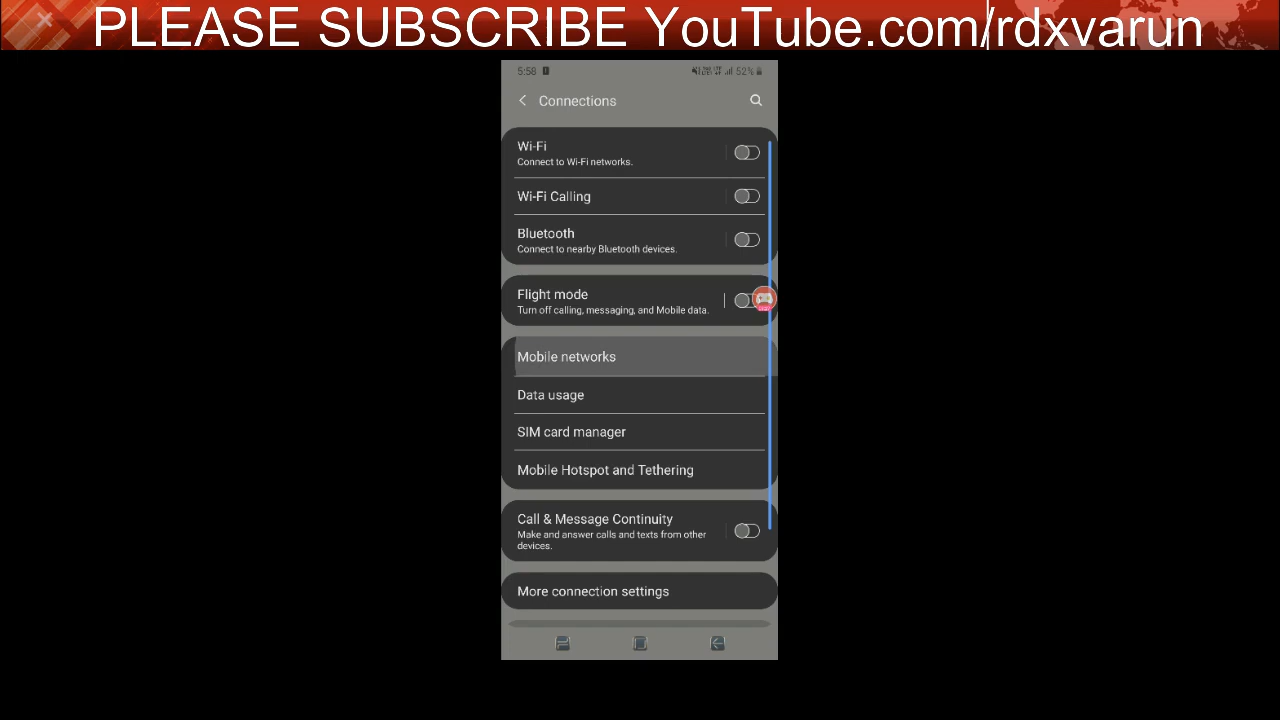 PLEASE SUBSCRIBE YouTube.com/rdxvarun
5:58
62%
Connections
Wi-Fi
Connect to Wi-Fi networks.
Wi-Fi Calling
Bluetooth
Connect to nearby Bluetooth devices.
Flight mode
Turn off calling, messaging, and Mobile data.
Mobile networks
Data usage
SIM card manager
Mobile Hotspot and Tethering
Call & Message Continuity
Make and answer calls and texts from other
devices.
More connection settings